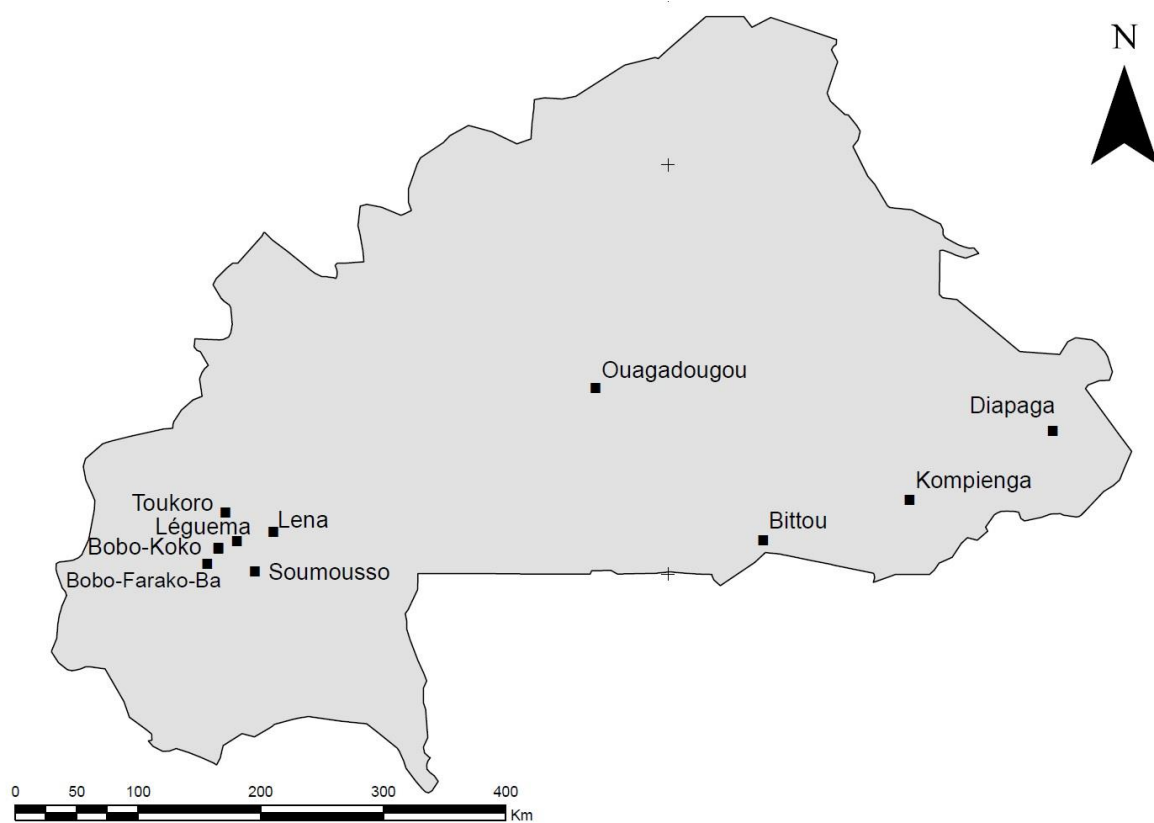 N
Ouagadougou
Diapaga
Kompienga
Toukoro
Lena
Léguema
Bittou
Bobo-Koko
Soumousso
Bobo-Farako-Ba
0 50 100 200 300 400
Km